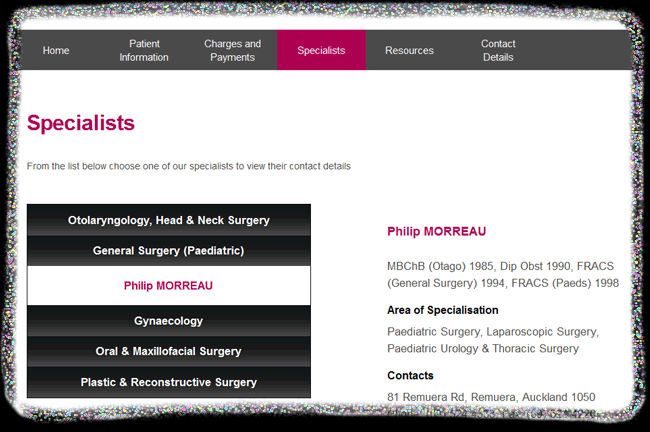 Home
Patient
Information
Charges and
Payments
Specialists
Resources
Contact
Details
Specialists
From the list below choose one of our specialists to view their contact details
Otolaryngology, Head & Neck Surgery
General Surgery (Paediatric)
Philip MORREAU
Gynaecology
Oral & Maxillofacial Surgery
Plastic & Reconstructive Surgery
Philip MORREAU
MBChB (Otago) 1985, Dip Obst 1990, FRACS
(General Surgery) 1994, FRACS (Paeds) 1998
Area of Specialisation
Paediatric Surgery, Laparoscopic Surgery,
Paediatric Urology & Thoracic Surgery
Contacts
81 Remuera Rd, Remuera, Auckland 1050